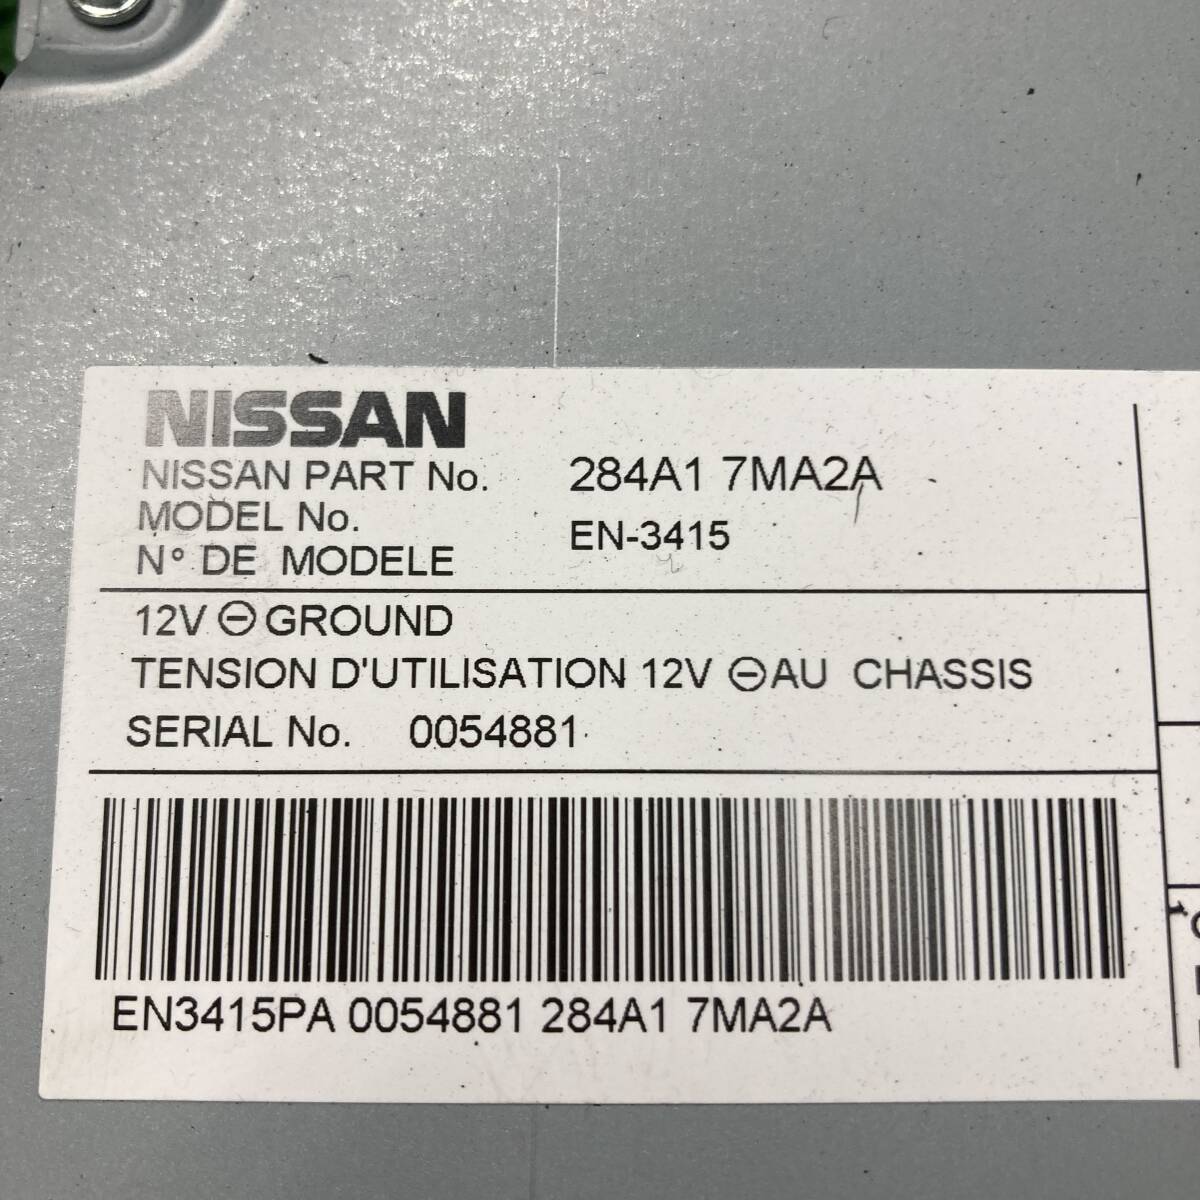 NISSAN
NISSAN PART No. 284A1 7MA2A
MODEL No.
N° DE MODELE EN-3415
12V ⊖ GROUND
TENSION D'UTILISATION 12V ⊖ AU CHASSIS
SERIAL No. 0054881
EN3415PA 0054881 284A1 7MA2A